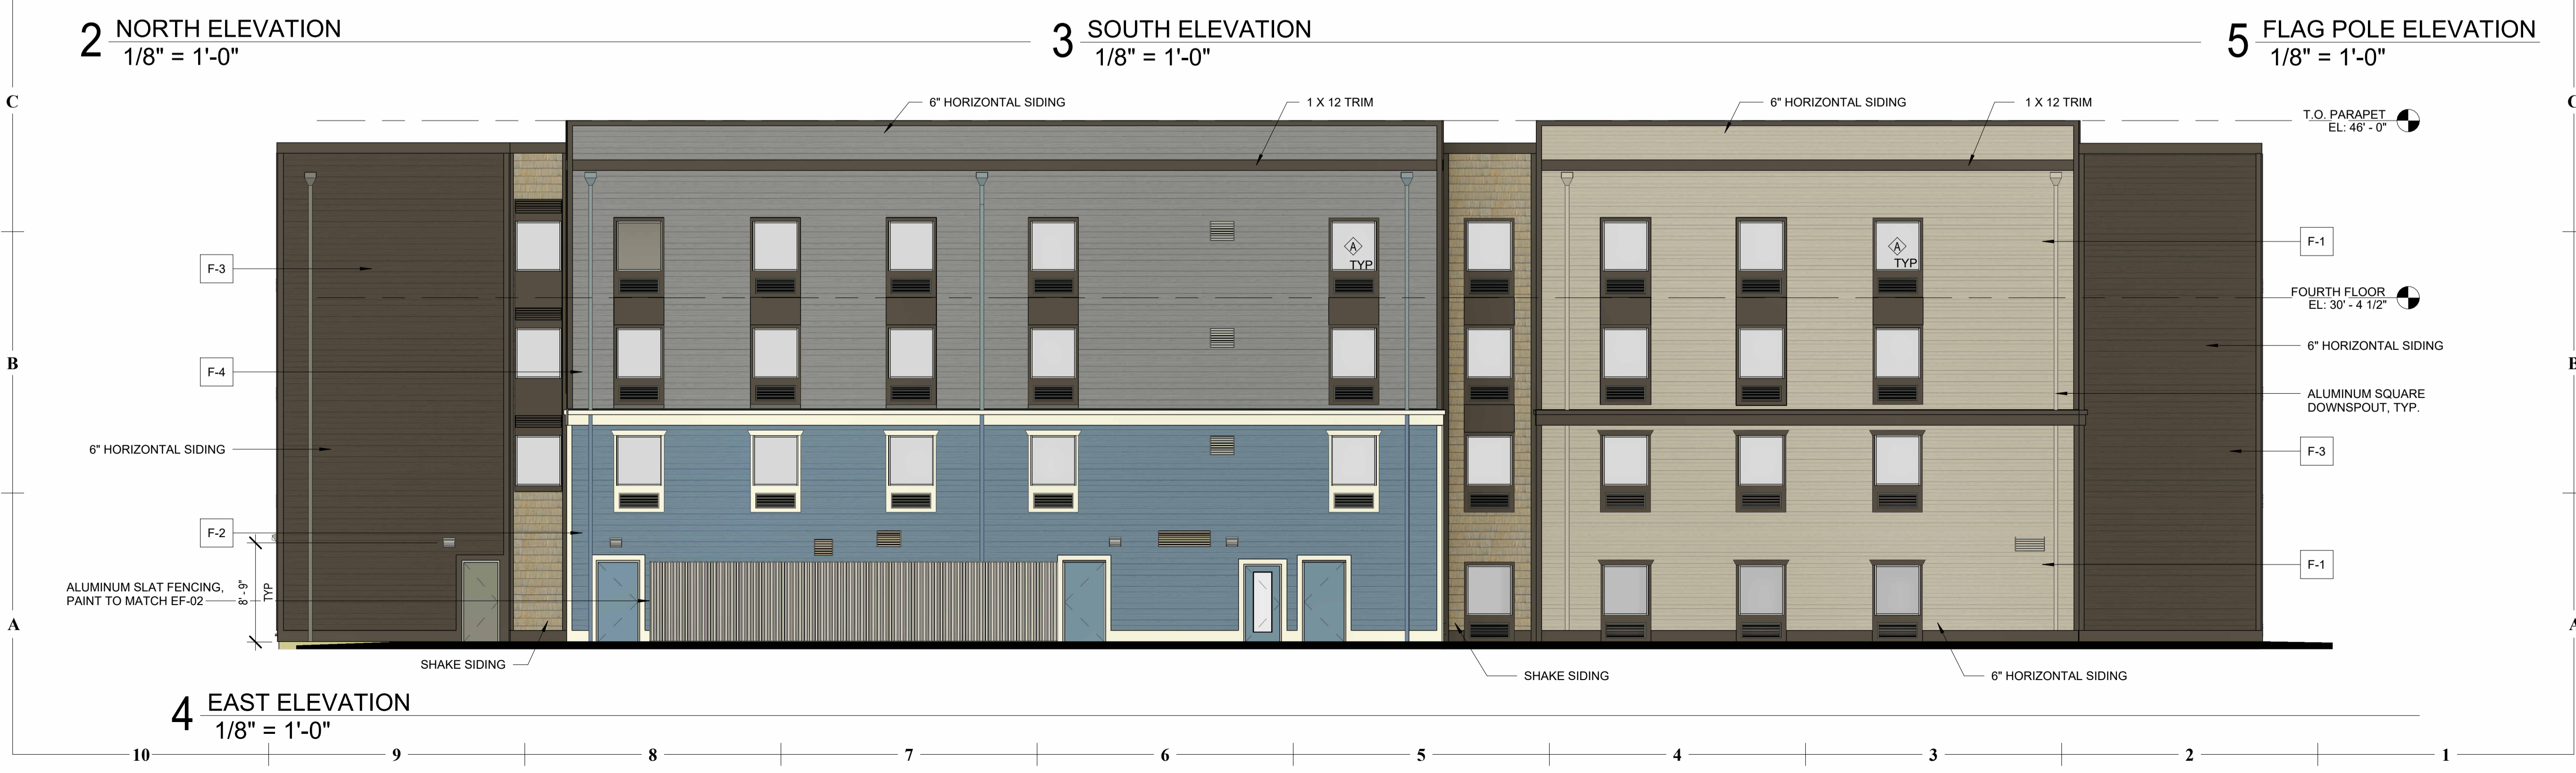 2 NORTH ELEVATION
1/8" = 1'-0"
3 SOUTH ELEVATION
1/8" = 1'-0"
5 FLAG POLE ELEVATION
1/8" = 1'-0"
C
C
6" HORIZONTAL SIDING
1 X 12 TRIM
6" HORIZONTAL SIDING
1 X 12 TRIM
T.O. PARAPET
EL: 46' - 0"
F-3
A
TYP
A
TYP
F-1
FOURTH FLOOR
EL: 30' - 4 1/2"
6" HORIZONTAL SIDING
B
B
F-4
ALUMINUM SQUARE
DOWNSPOUT, TYP.
6" HORIZONTAL SIDING
F-3
F-2
F-1
ALUMINUM SLAT FENCING,
PAINT TO MATCH EF-02
8' - 9"
TYP
A
A
SHAKE SIDING
SHAKE SIDING
6" HORIZONTAL SIDING
4 EAST ELEVATION
1/8" = 1'-0"
10 9 8 7 6 5 4 3 2 1